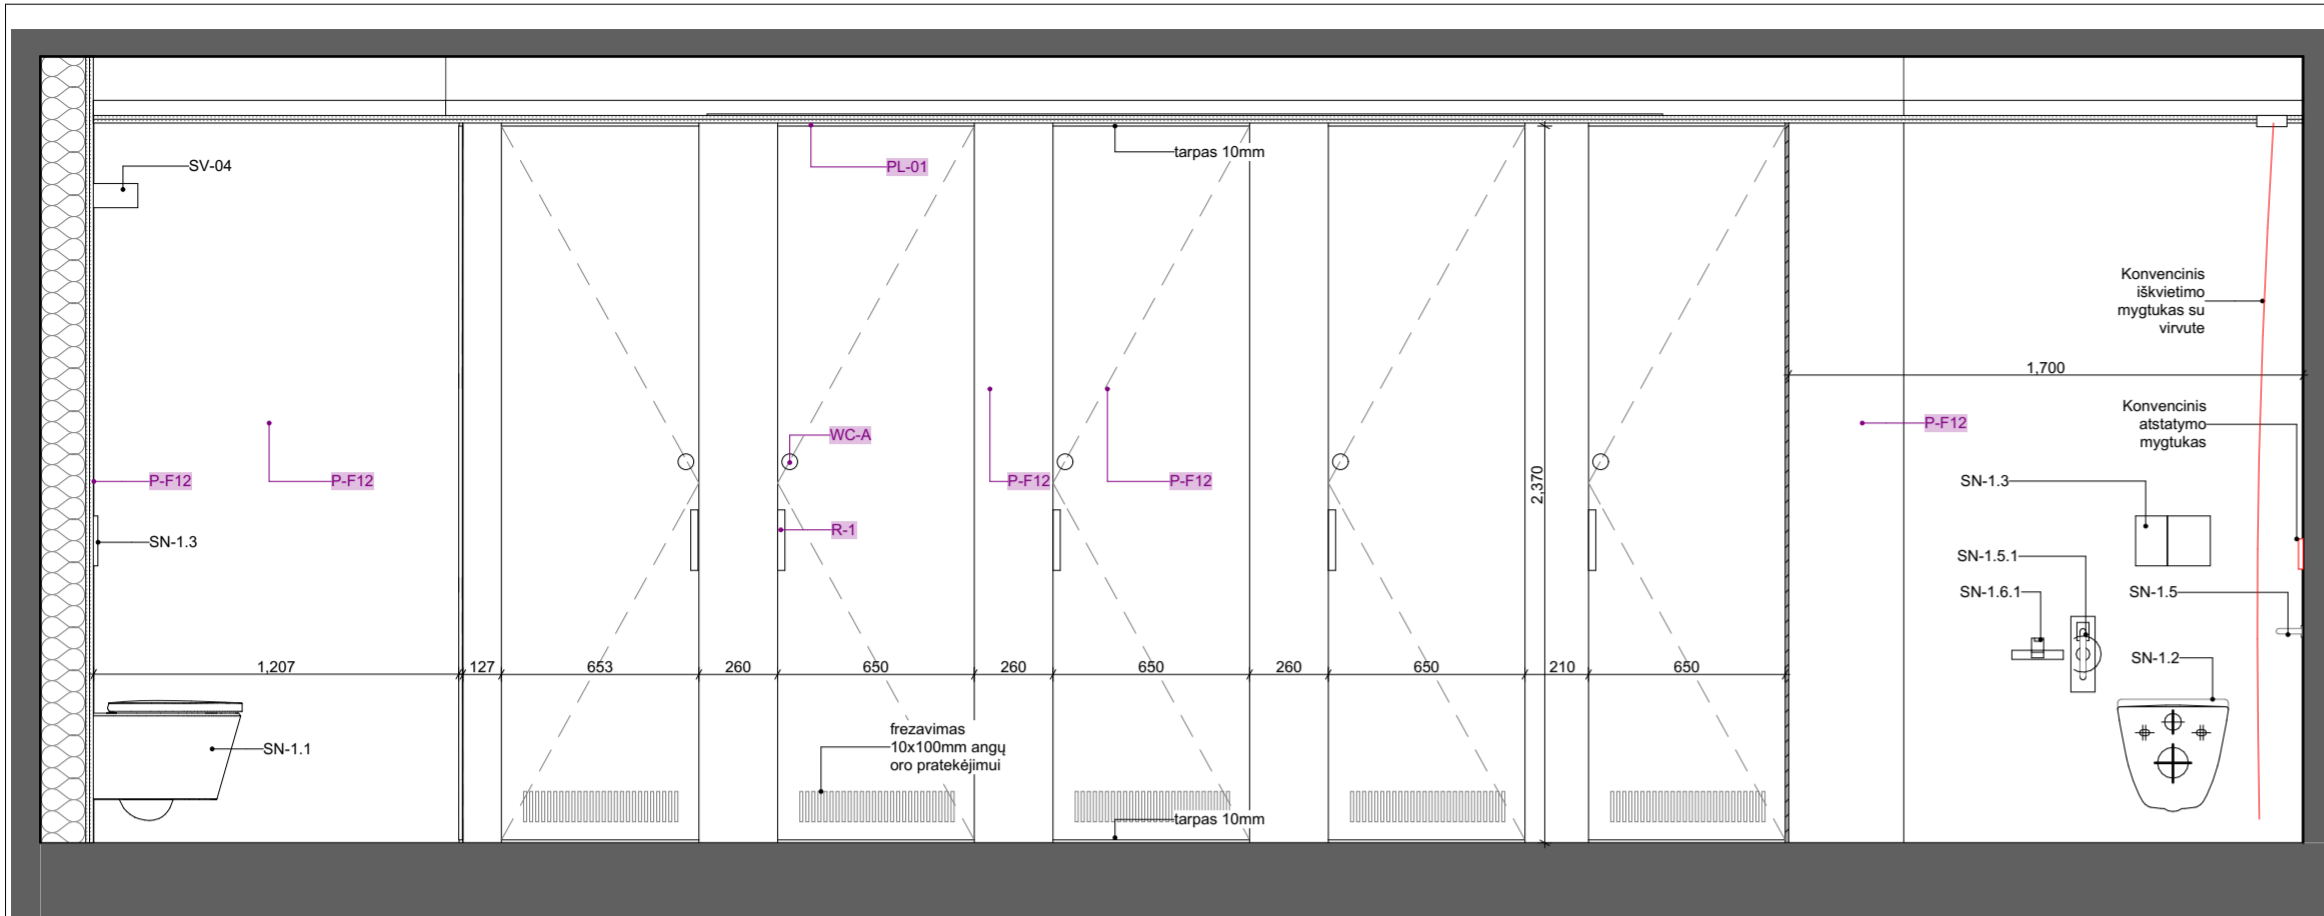 SV-04
PL-01
tarpas 10mm
Konvencinis
iškvietimo
mygtukas su
virvute
1,700
Konvencinis
atstatymo
mygtukas
WC-A
P-F12
P-F12
P-F12
P-F12
P-F12
2,370
SN-1.3
SN-1.3
R-1
SN-1.5.1
SN-1.6.1
SN-1.5
SN-1.2
1,207
127
653
260
650
260
650
260
650
210
650
SN-1.1
frezavimas
10x100mm angų
oro pratekėjimui
tarpas 10mm